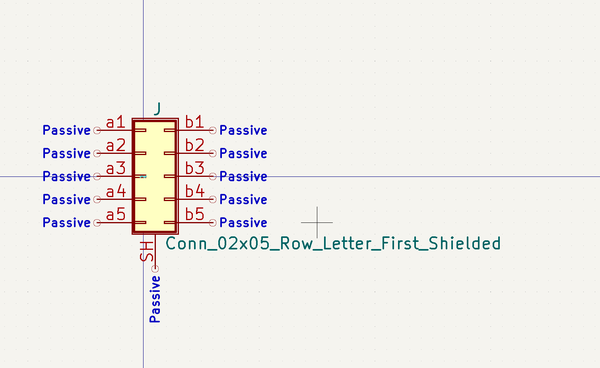 J
Passive a1 b1 Passive
Passive a2 b2 Passive
Passive a3 b3 Passive
Passive a4 b4 Passive
Passive a5 b5 Passive
SH
Conn_02x05_Row_Letter_First_Shielded
Passive